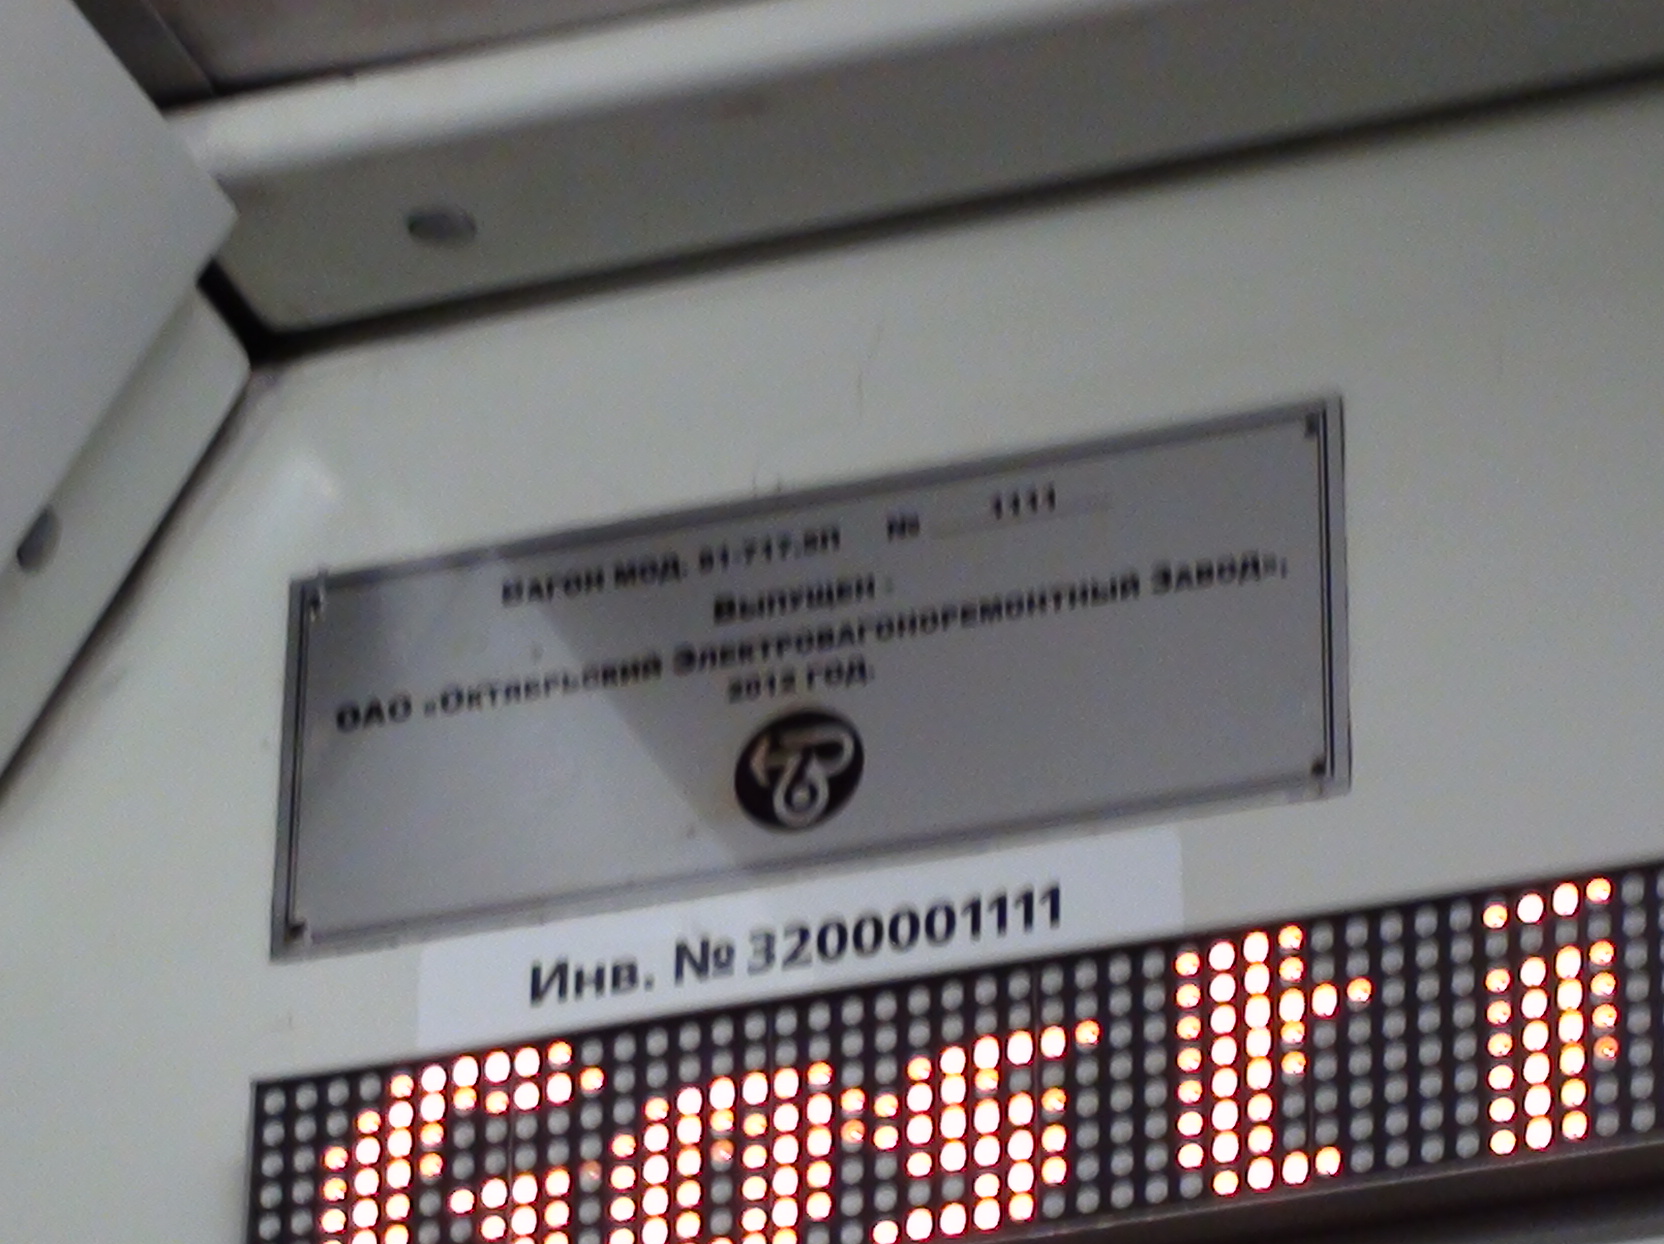 Вагон мод. 81-717.5П № 1111
Выпущен :
ОАО «Октябрьский Электровагоноремонтный Завод»;
2012 год.
Инв. № 3200001111